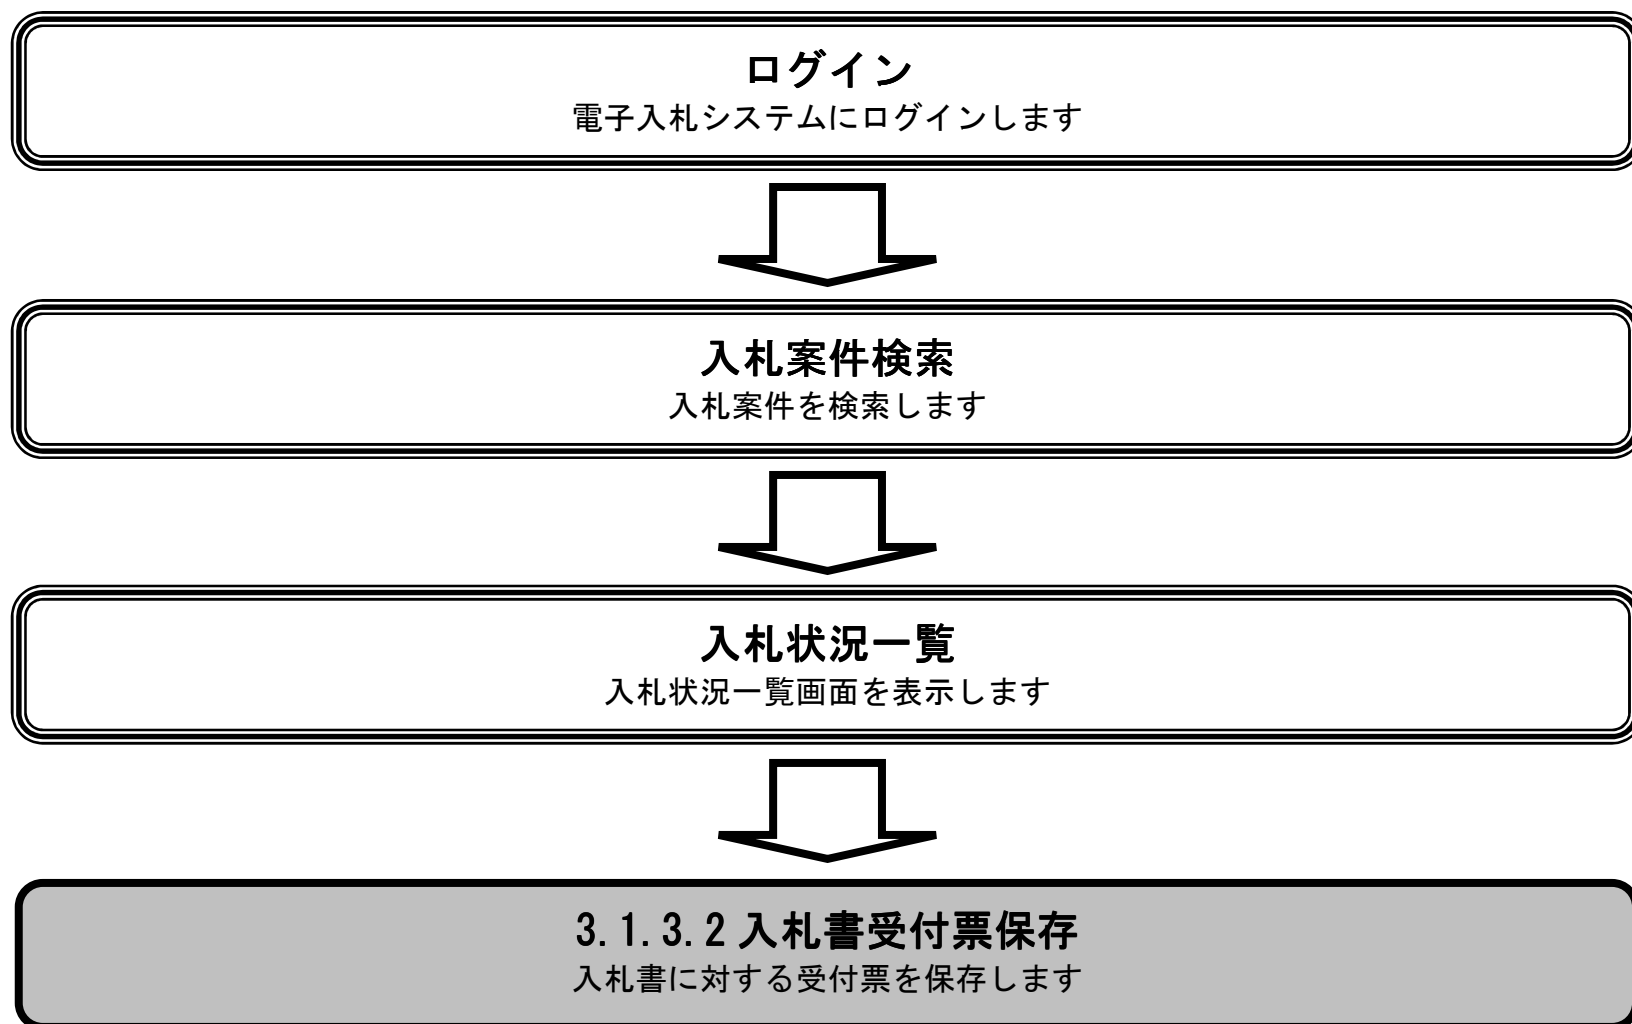 ログイン
電子入札システムにログインします
入札案件検索
入札案件を検索します
入札状況一覧
入札状況一覧画面を表示します
3.1.3.2 入札書受付票保存
入札書に対する受付票を保存します